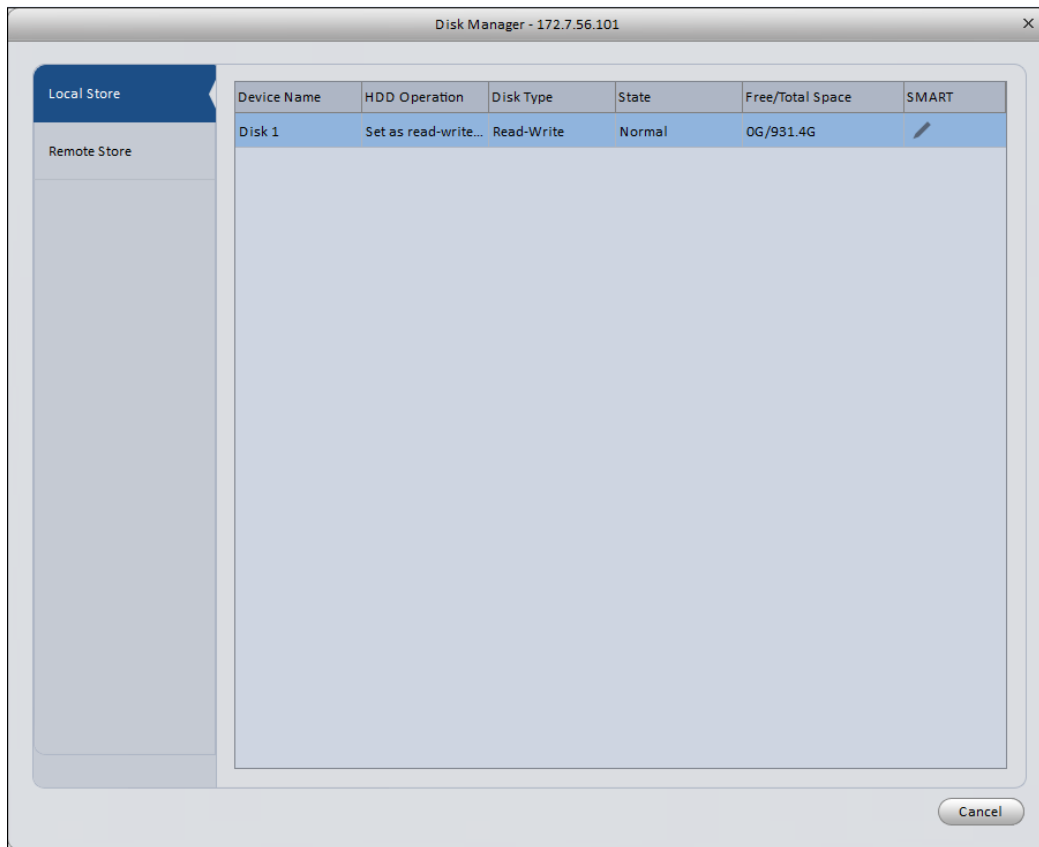 Disk Manager - 172.7.56.101
Local Store
Remote Store
Device Name HDD Operation Disk Type State Free/Total Space SMART
Disk 1 Set as read-write... Read-Write Normal 0G/931.4G
Cancel